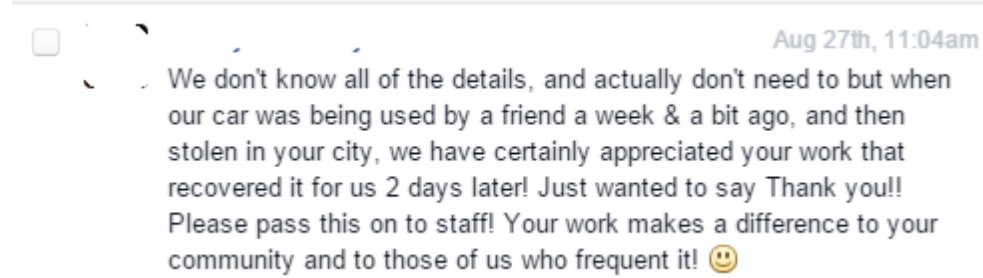 Aug 27th, 11:04am
We don't know all of the details, and actually don't need to but when
our car was being used by a friend a week & a bit ago, and then
stolen in your city, we have certainly appreciated your work that
recovered it for us 2 days later! Just wanted to say Thank you!!
Please pass this on to staff! Your work makes a difference to your
community and to those of us who frequent it! 🙂